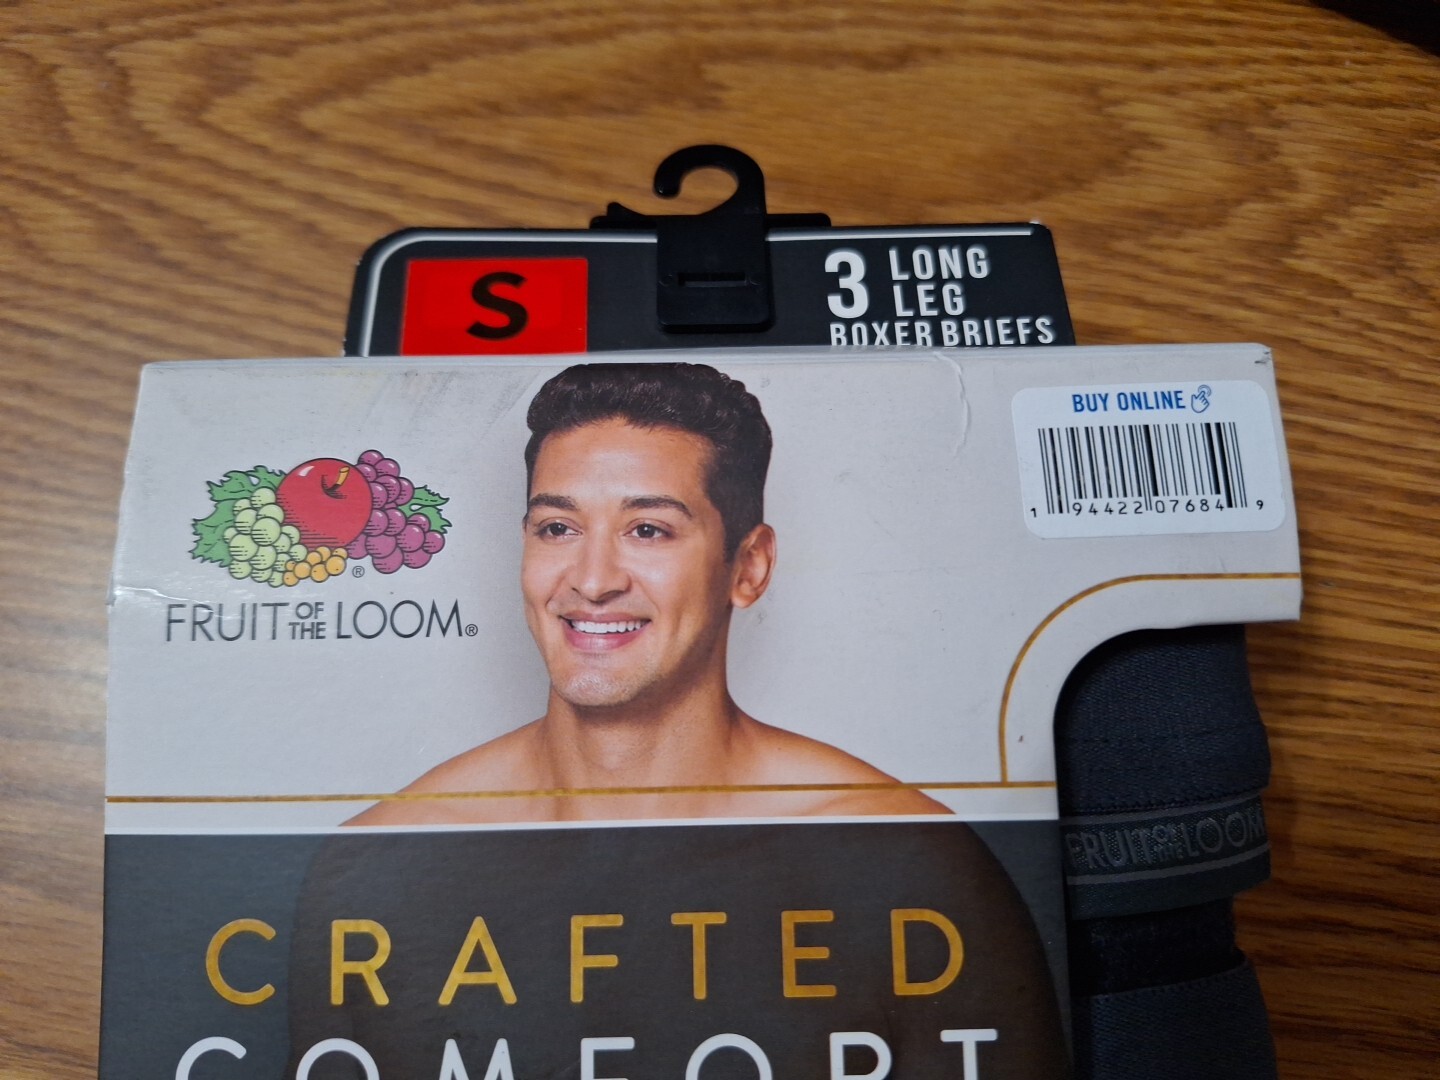 S
3 LONG
LEG
BOXER BRIEFS
BUY ONLINE
1 94422 07684 9
®
FRUIT OF THE LOOM®
FRUIT OF THE LOOM
CRAFTED
COMFORT